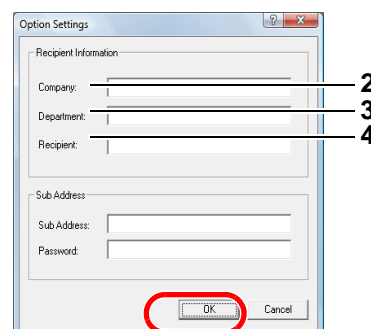 Option Settings ?
Recipient Information
Company: 2
Department: 3
Recipient: 4
Sub Address
Sub Address:
Password:
OK Cancel